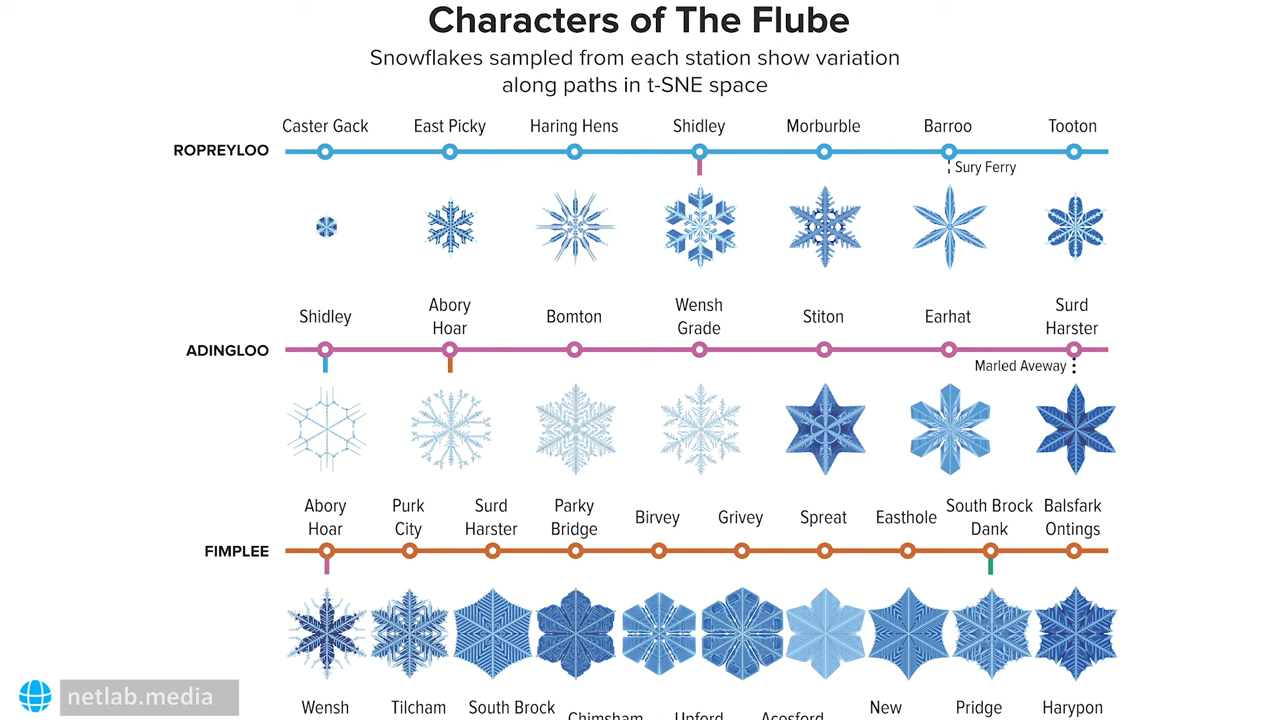 Characters of The Flube
Snowflakes sampled from each station show variation
along paths in t-SNE space
Caster Gack East Picky Haring Hens Shidley Morburble Barroo Tooton
ROPREYLOO
Sury Ferry
Shidley Abory Hoar Bomton Wensh Grade Stiton Earhat Surd Harster
ADINGLOO
Marled Aveway
Abory Hoar Purk City Surd Harster Parky Bridge Birvey Grivey Spreat Easthole South Brock Dank Balsfark Ontings
FIMPLEE
Wensh Tilcham South Brock Chimsham Upford Acesford New Pridge Harypon
netlab.media